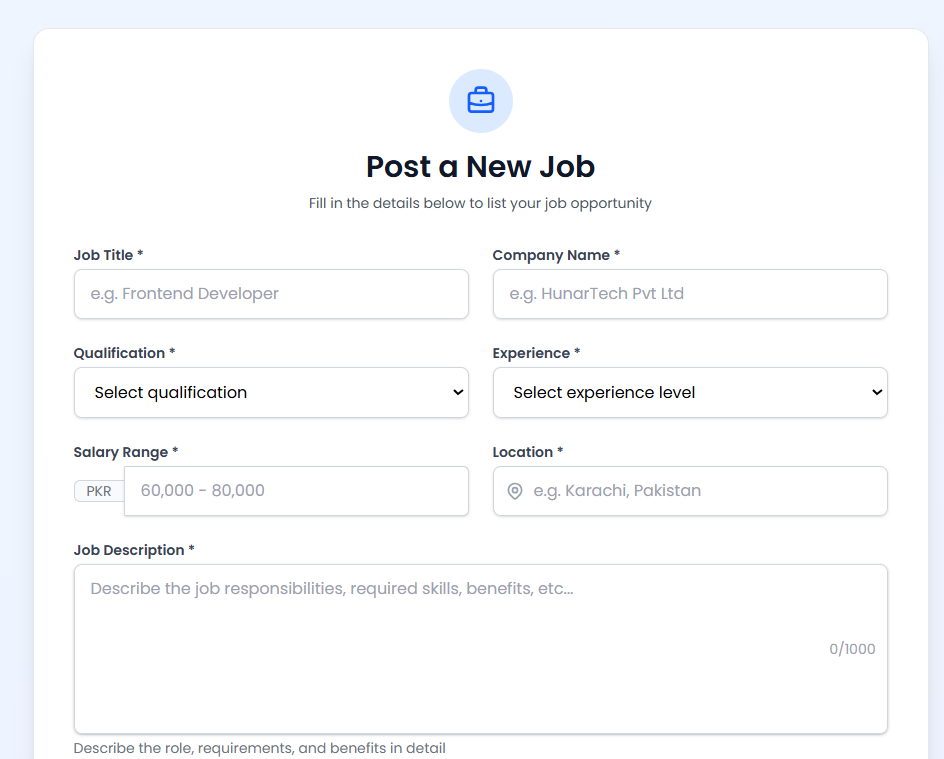 Post a New Job
Fill in the details below to list your job opportunity
Job Title *
Company Name *
e.g. Frontend Developer
e.g. HunarTech Pvt Ltd
Qualification *
Experience *
Select qualification
Select experience level
Salary Range *
Location *
PKR
60,000 - 80,000
e.g. Karachi, Pakistan
Job Description *
Describe the job responsibilities, required skills, benefits, etc...
0/1000
Describe the role, requirements, and benefits in detail